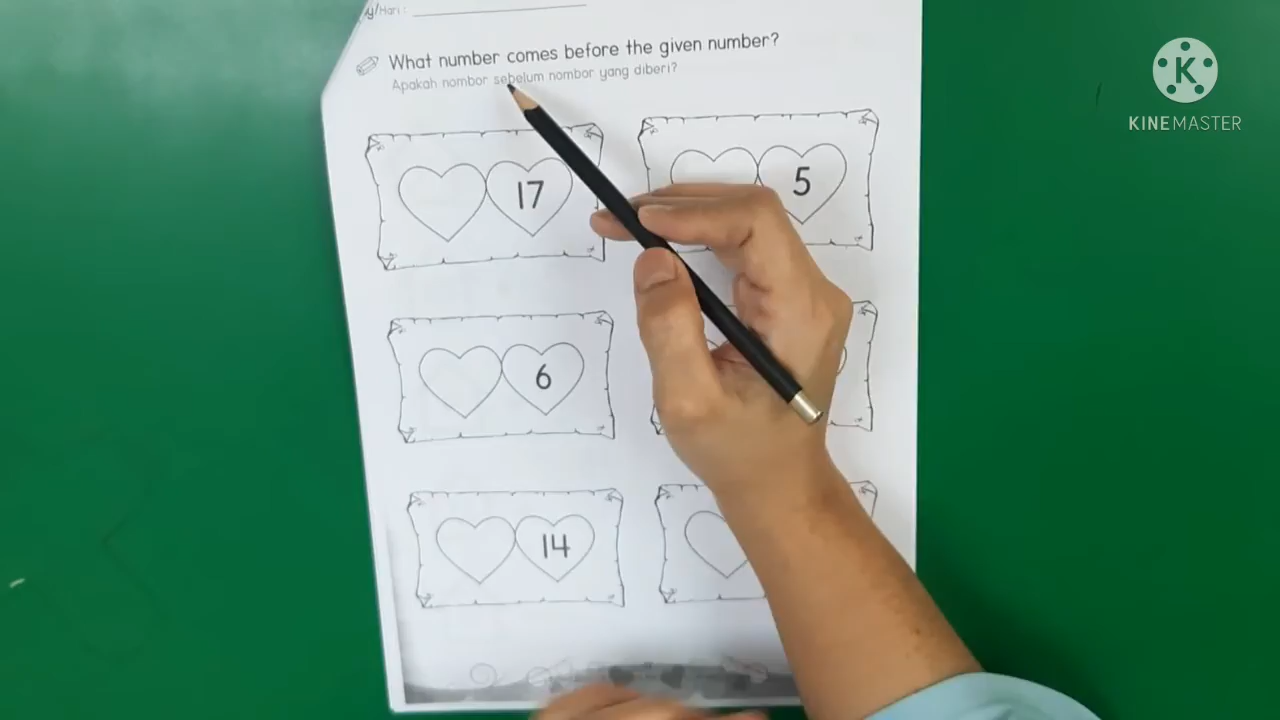 y/Hari :
What number comes before the given number?
Apakah nombor sebelum nombor yang diberi?
17
5
6
14
K
KINEMASTER